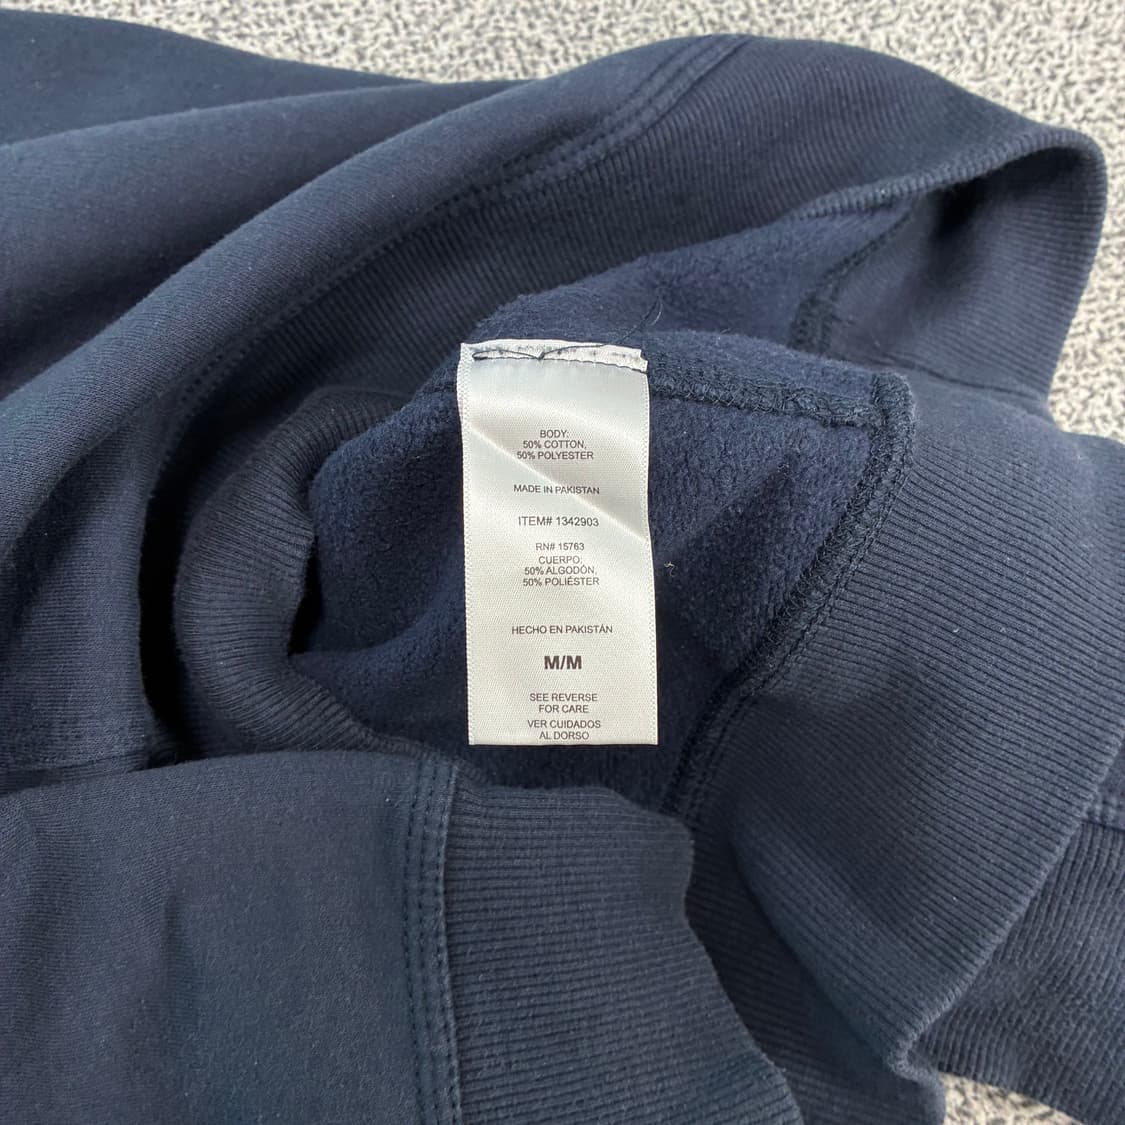 BODY:
50% COTTON,
50% POLYESTER
MADE IN PAKISTAN
ITEM# 1342903
RN# 15763
CUERPO:
50% ALGODÓN,
50% POLIÉSTER
HECHO EN PAKISTÁN
M/M
SEE REVERSE
FOR CARE
VER CUIDADOS
AL DORSO